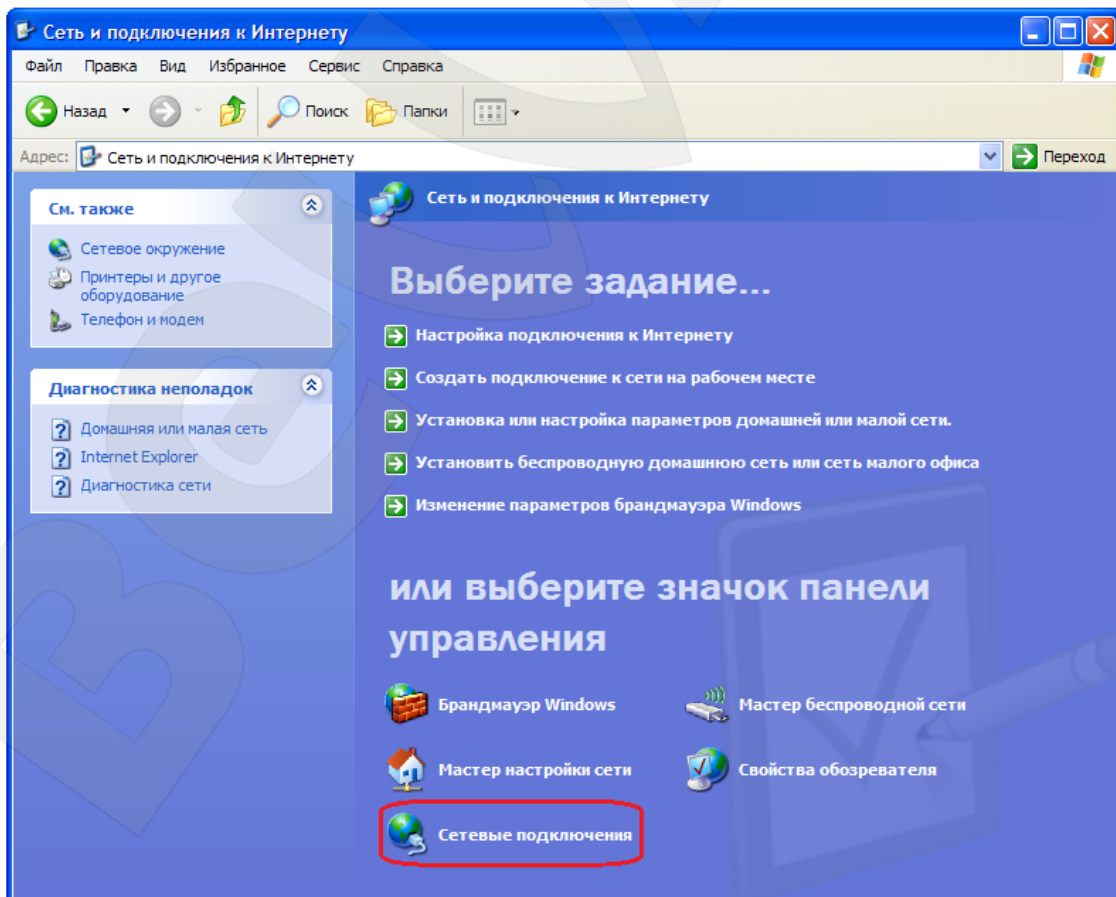 Сеть и подключения к Интернету
Файл Правка Вид Избранное Сервис Справка
Назад Поиск Папки
Адрес: Сеть и подключения к Интернету Переход
См. также
Сетевое окружение
Принтеры и другое
оборудование
Телефон и модем
Диагностика неполадок
Домашняя или малая сеть
Internet Explorer
Диагностика сети
Сеть и подключения к Интернету
Выберите задание...
Настройка подключения к Интернету
Создать подключение к сети на рабочем месте
Установка или настройка параметров домашней или малой сети.
Установить беспроводную домашнюю сеть или сеть малого офиса
Изменение параметров брандмауэра Windows
или выберите значок панели
управления
Брандмауэр Windows Мастер беспроводной сети
Мастер настройки сети Свойства обозревателя
Сетевые подключения